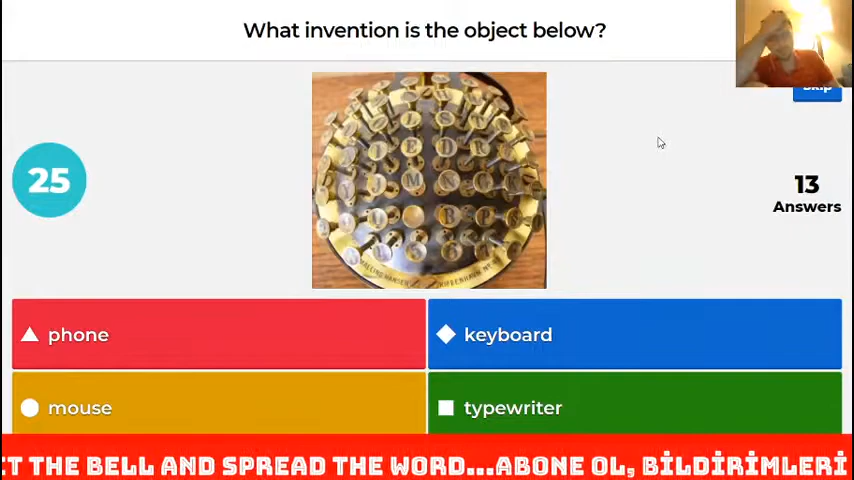 What invention is the object below?
Skip
25
13
Answers
phone
keyboard
mouse
typewriter
THE BELL AND SPREAD THE WORD...ABONE OL, BİLDİRİMLERİ